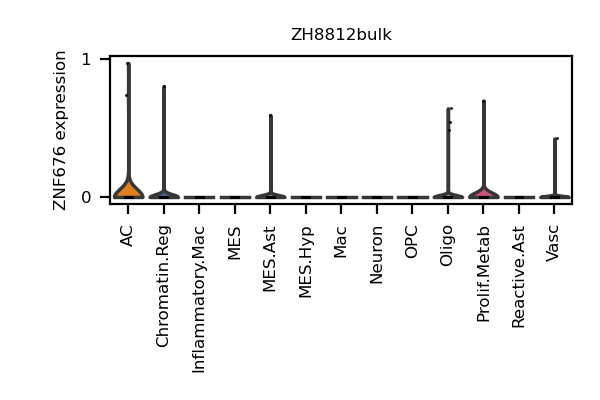 ZH8812bulk
ZNF676 expression
1
0
AC
Chromatin.Reg
Inflammatory.Mac
MES
MES.Ast
MES.Hyp
Mac
Neuron
OPC
Oligo
Prolif.Metab
Reactive.Ast
Vasc